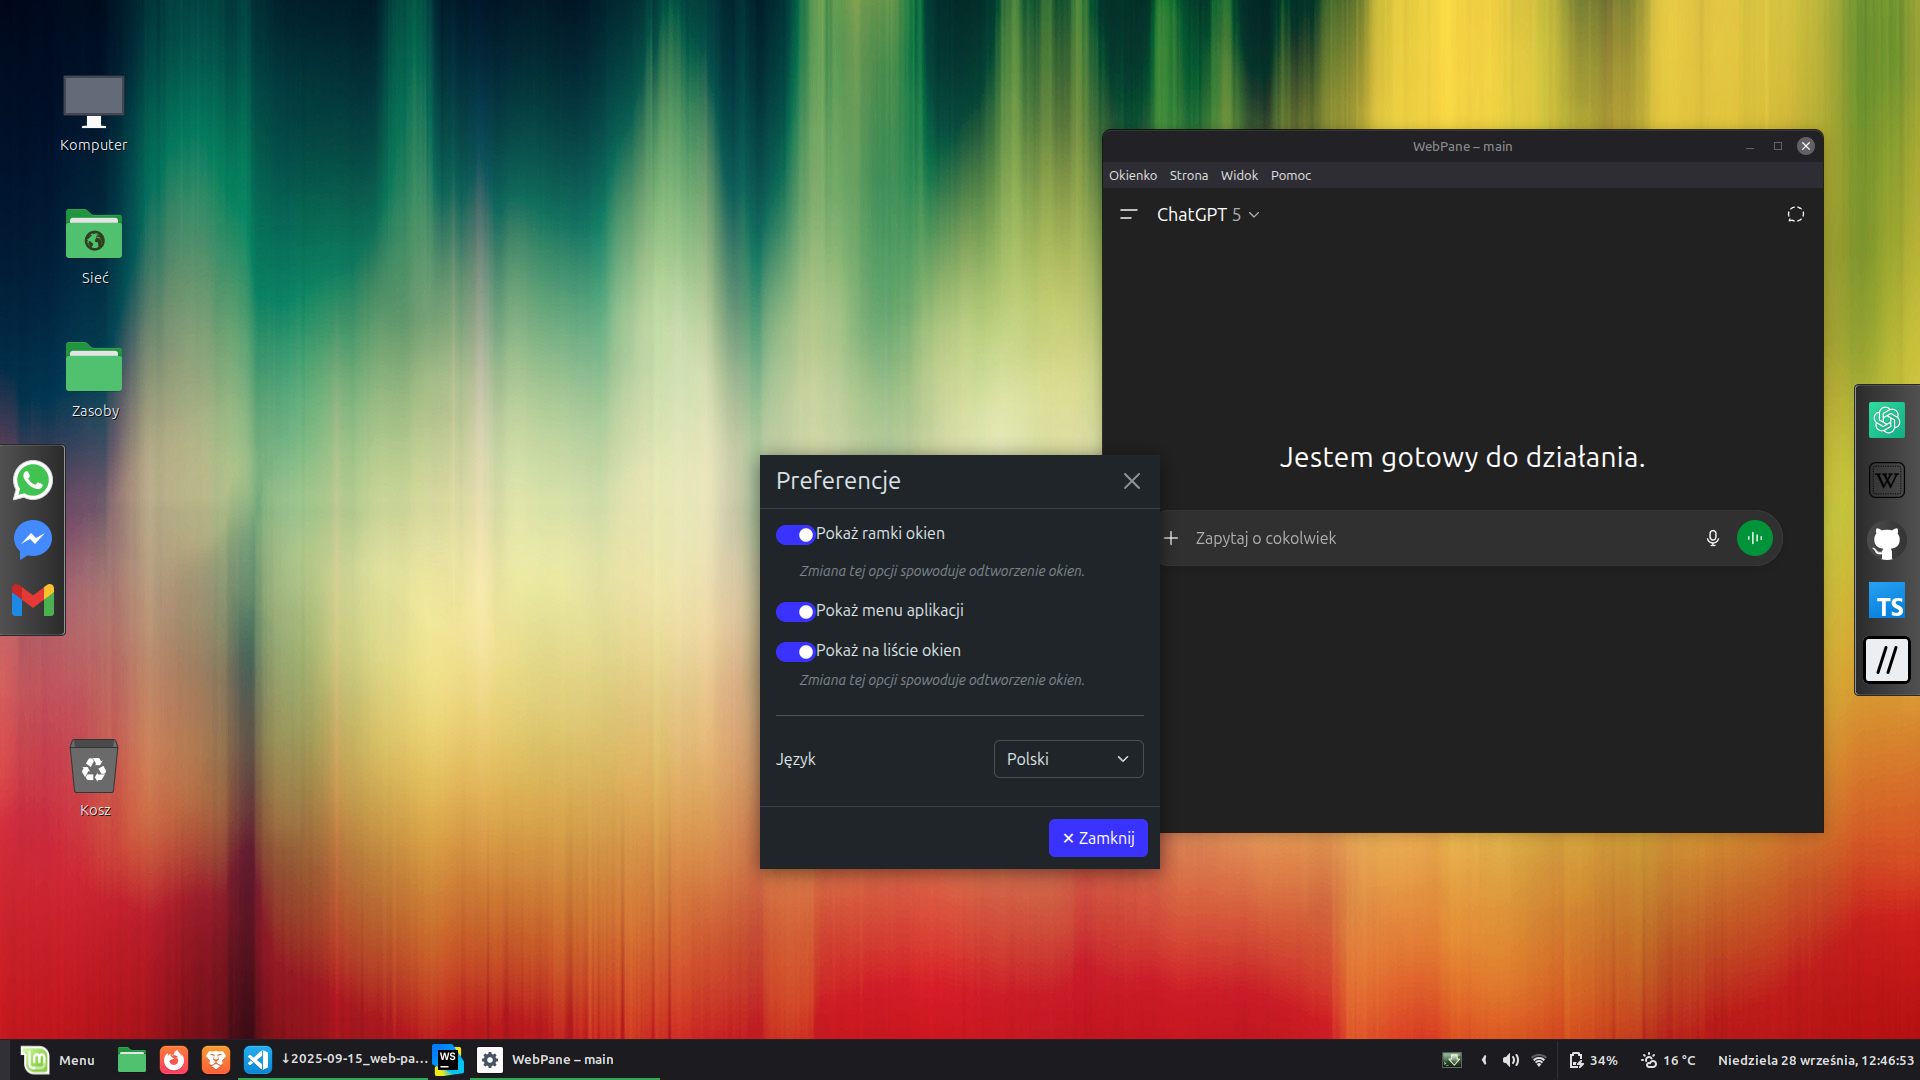 Komputer
Sieć
Zasoby
Kosz
WebPane – main
Okienko Strona Widok Pomoc
ChatGPT 5
Jestem gotowy do działania.
Zapytaj o cokolwiek
Preferencje
Pokaż ramki okien
Zmiana tej opcji spowoduje odtworzenie okien.
Pokaż menu aplikacji
Pokaż na liście okien
Zmiana tej opcji spowoduje odtworzenie okien.
Język
Polski
✕ Zamknij
W
TS
//
Menu
↓2025-09-15_web-pa...
WS
WebPane – main
34%
16 °C
Niedziela 28 września, 12:46:53